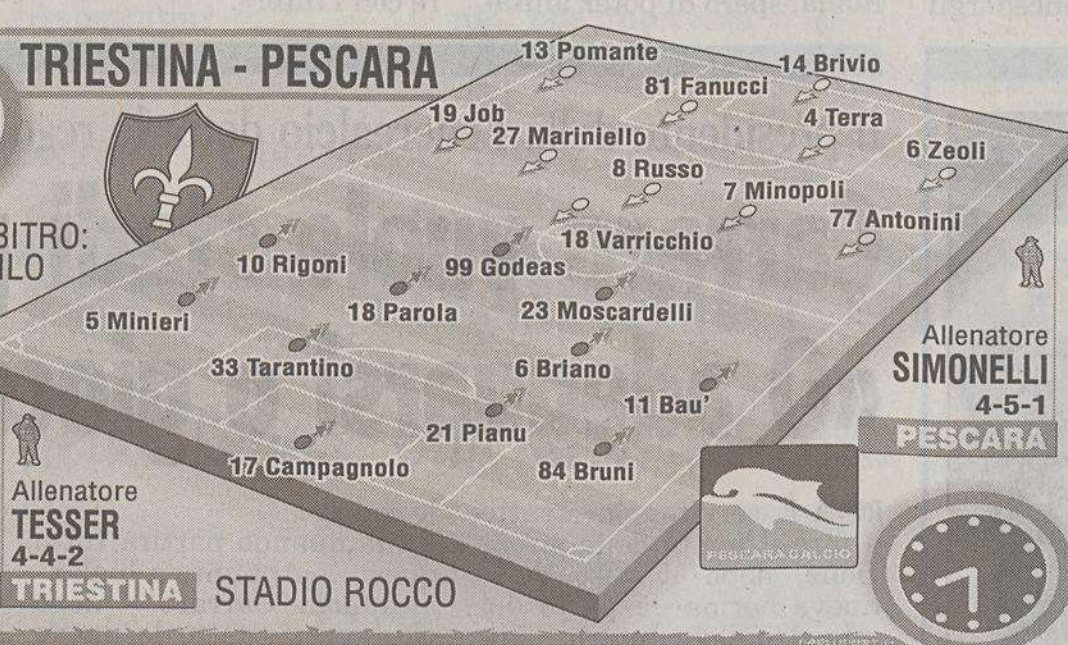 TRIESTINA - PESCARA
13 Pomante
14 Brivio
81 Fanucci
19 Job
4 Terra
27 Mariniello
6 Zeoli
8 Russo
7 Minopoli
77 Antonini
18 Varricchio
BITRO:
ILO
10 Rigoni
99 Godeas
5 Minieri
18 Parola
23 Moscardelli
33 Tarantino
6 Briano
11 Bau'
21 Pianu
17 Campagnolo
84 Bruni
Allenatore
SIMONELLI
4-5-1
PESCARA
PESCARA CALCIO
Allenatore
TESSER
4-4-2
TRIESTINA
STADIO ROCCO